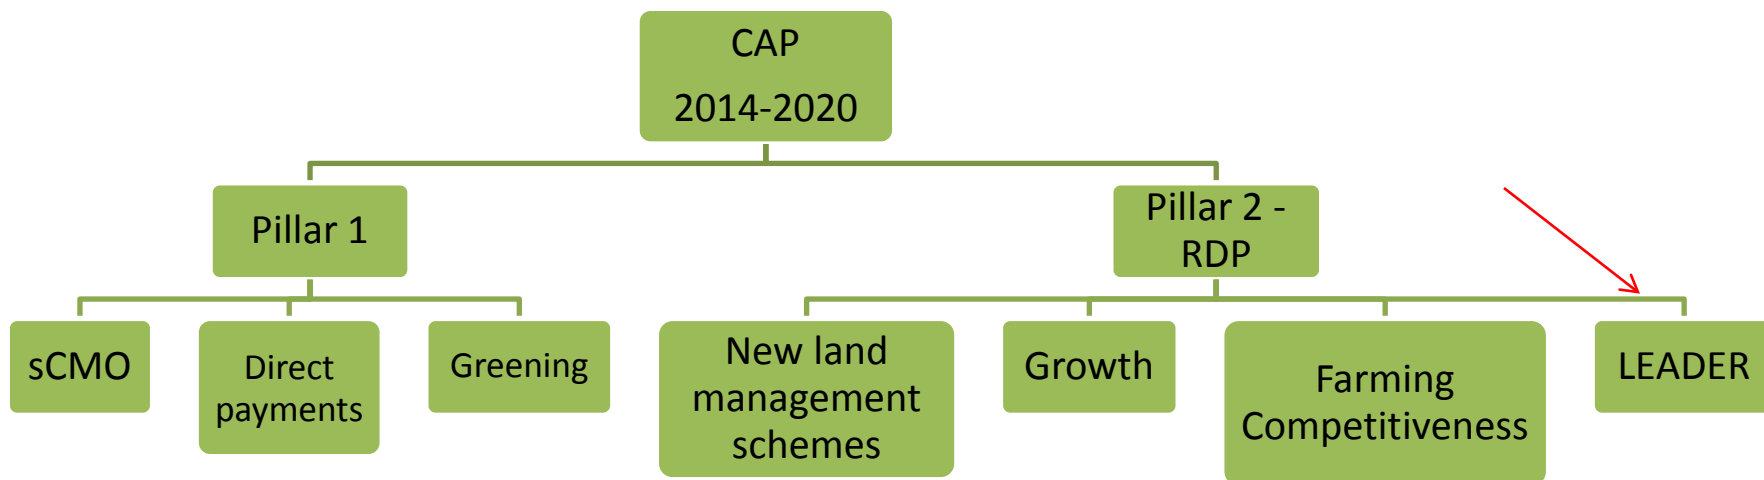 CAP
2014-2020
Pillar 1
Pillar 2 -
RDP
sCMO
Direct
payments
Greening
New land
management
schemes
Growth
Farming
Competitiveness
LEADER